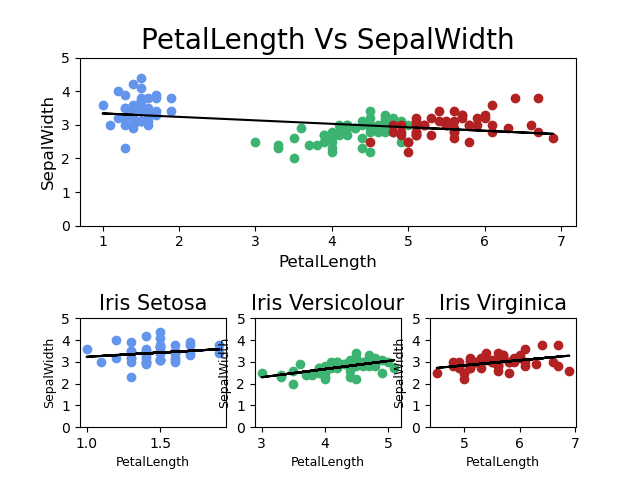 PetalLength Vs SepalWidth
5
4
3
2
1
0
SepalWidth
1 2 3 4 5 6 7
PetalLength
Iris Setosa Iris Versicolour Iris Virginica
5 5 5
4 4 4
3 3 3
2 2 2
1 1 1
0 0 0
SepalWidth SepalWidth SepalWidth
1.0 1.5 3 4 5 5 6 7
PetalLength PetalLength PetalLength